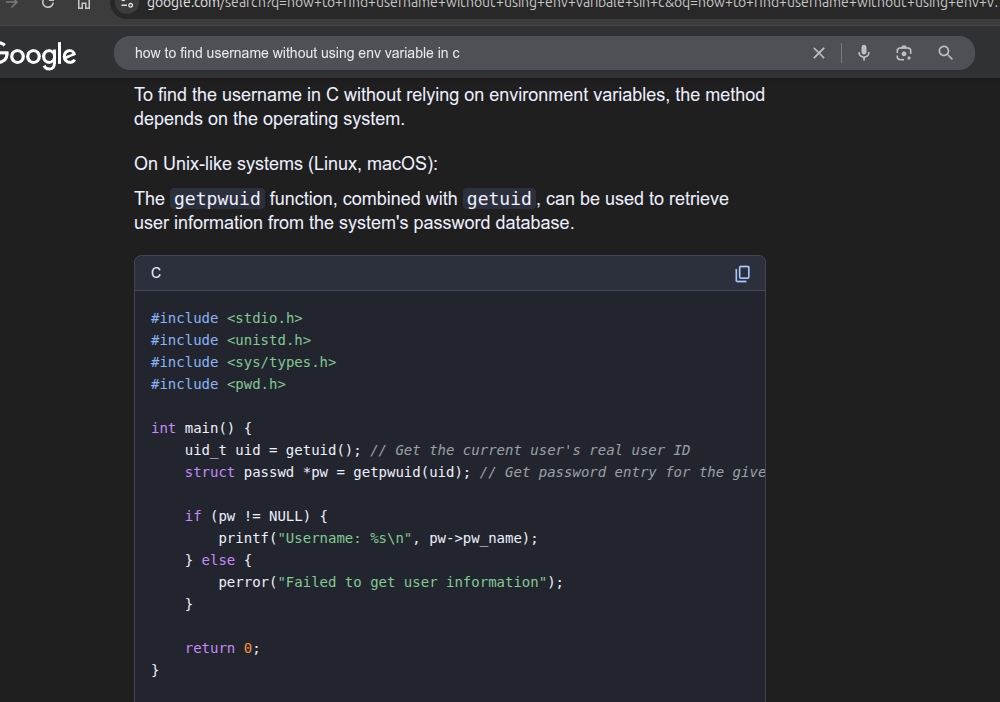 google.com/search?q=how+to+find+username+without+using+env+varibale+sin+c&oq=how+to+find+username+without+using+env+v.
Google
how to find username without using env variable in c
To find the username in C without relying on environment variables, the method
depends on the operating system.
On Unix-like systems (Linux, macOS):
The getpwuid function, combined with getuid, can be used to retrieve
user information from the system's password database.
C
#include <stdio.h>
#include <unistd.h>
#include <sys/types.h>
#include <pwd.h>
int main() {
    uid_t uid = getuid(); // Get the current user's real user ID
    struct passwd *pw = getpwuid(uid); // Get password entry for the give
    if (pw != NULL) {
        printf("Username: %s\n", pw->pw_name);
    } else {
        perror("Failed to get user information");
    }
    return 0;
}